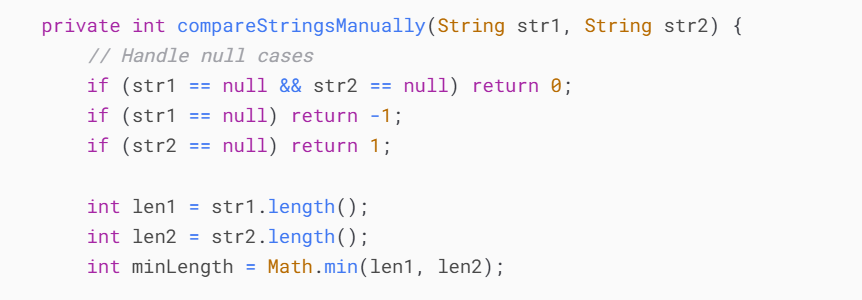 private int compareStringsManually(String str1, String str2) {
    // Handle null cases
    if (str1 == null && str2 == null) return 0;
    if (str1 == null) return -1;
    if (str2 == null) return 1;

    int len1 = str1.length();
    int len2 = str2.length();
    int minLength = Math.min(len1, len2);